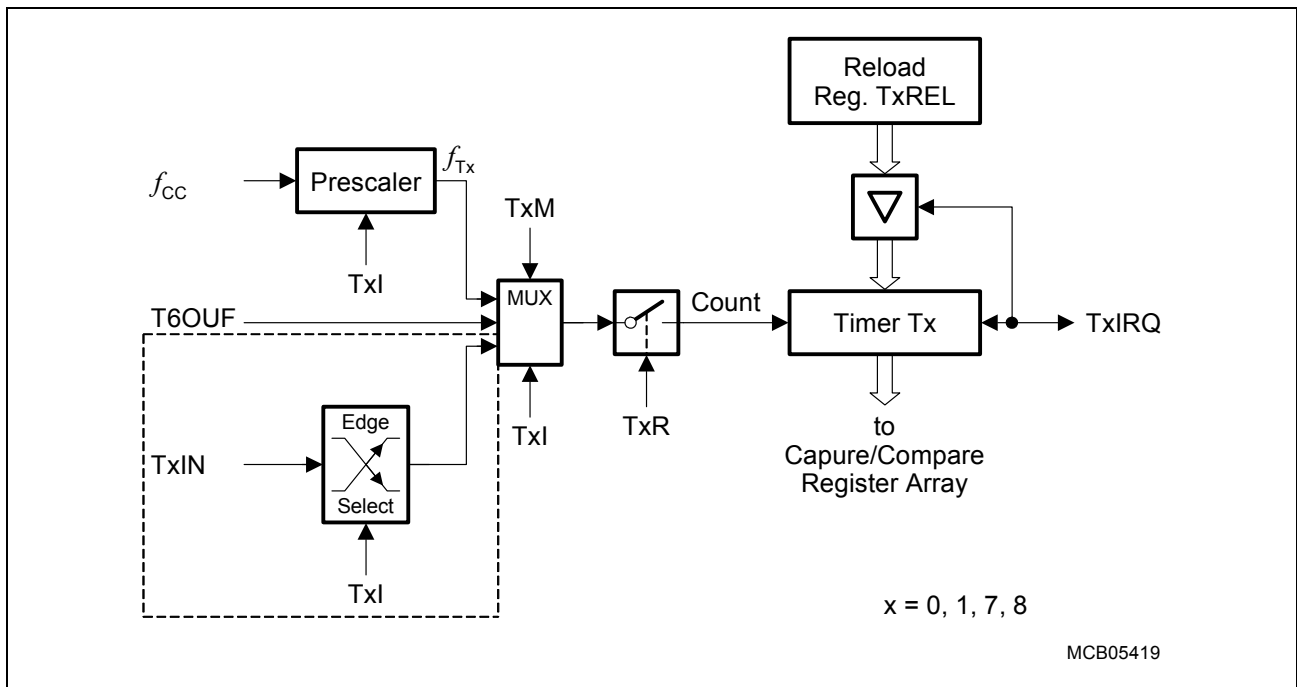 Reload
Reg. TxREL
fCC
Prescaler
fTx
TxM
TxI
MUX
T6OUF
Count
Timer Tx
TxIRQ
TxI
TxR
Edge
TxIN
Select
TxI
to
Capure/Compare
Register Array
x = 0, 1, 7, 8
MCB05419